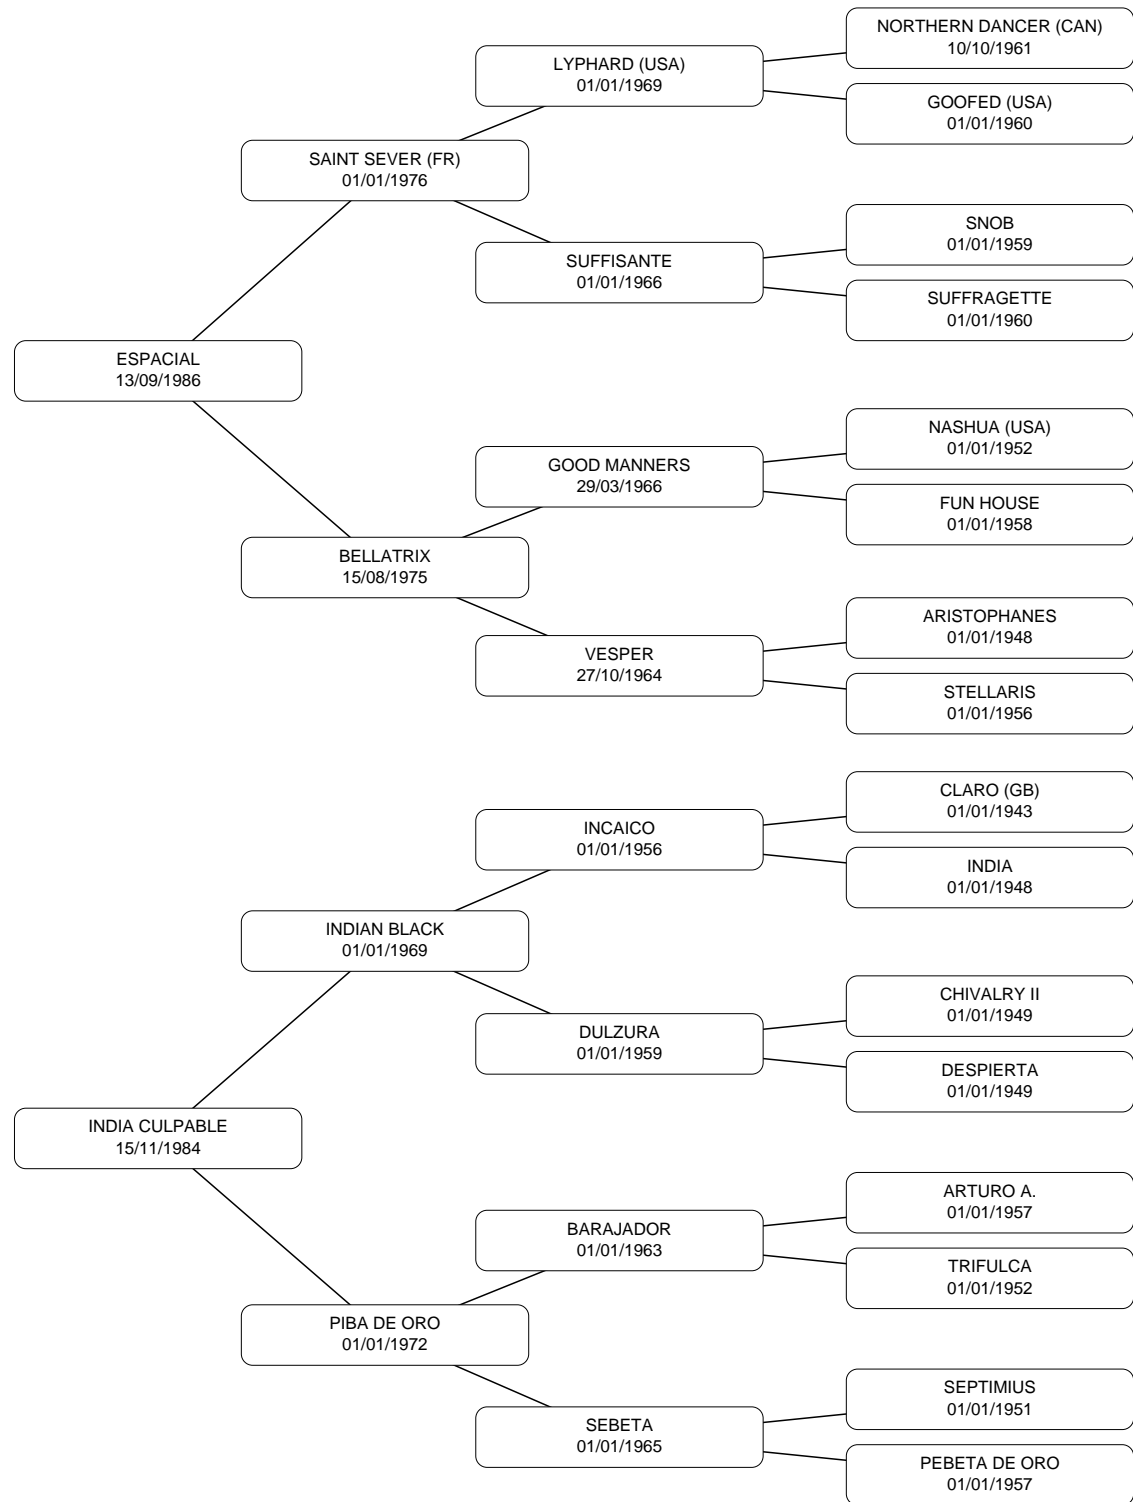 NORTHERN DANCER (CAN)
10/10/1961
LYPHARD (USA)
01/01/1969
GOOFED (USA)
01/01/1960
SAINT SEVER (FR)
01/01/1976
SNOB
01/01/1959
SUFFISANTE
01/01/1966
SUFFRAGETTE
01/01/1960
ESPACIAL
13/09/1986
NASHUA (USA)
01/01/1952
GOOD MANNERS
29/03/1966
FUN HOUSE
01/01/1958
BELLATRIX
15/08/1975
ARISTOPHANES
01/01/1948
VESPER
27/10/1964
STELLARIS
01/01/1956
CLARO (GB)
01/01/1943
INCAICO
01/01/1956
INDIA
01/01/1948
INDIAN BLACK
01/01/1969
CHIVALRY II
01/01/1949
DULZURA
01/01/1959
DESPIERTA
01/01/1949
INDIA CULPABLE
15/11/1984
ARTURO A.
01/01/1957
BARAJADOR
01/01/1963
TRIFULCA
01/01/1952
PIBA DE ORO
01/01/1972
SEPTIMIUS
01/01/1951
SEBETA
01/01/1965
PEBETA DE ORO
01/01/1957